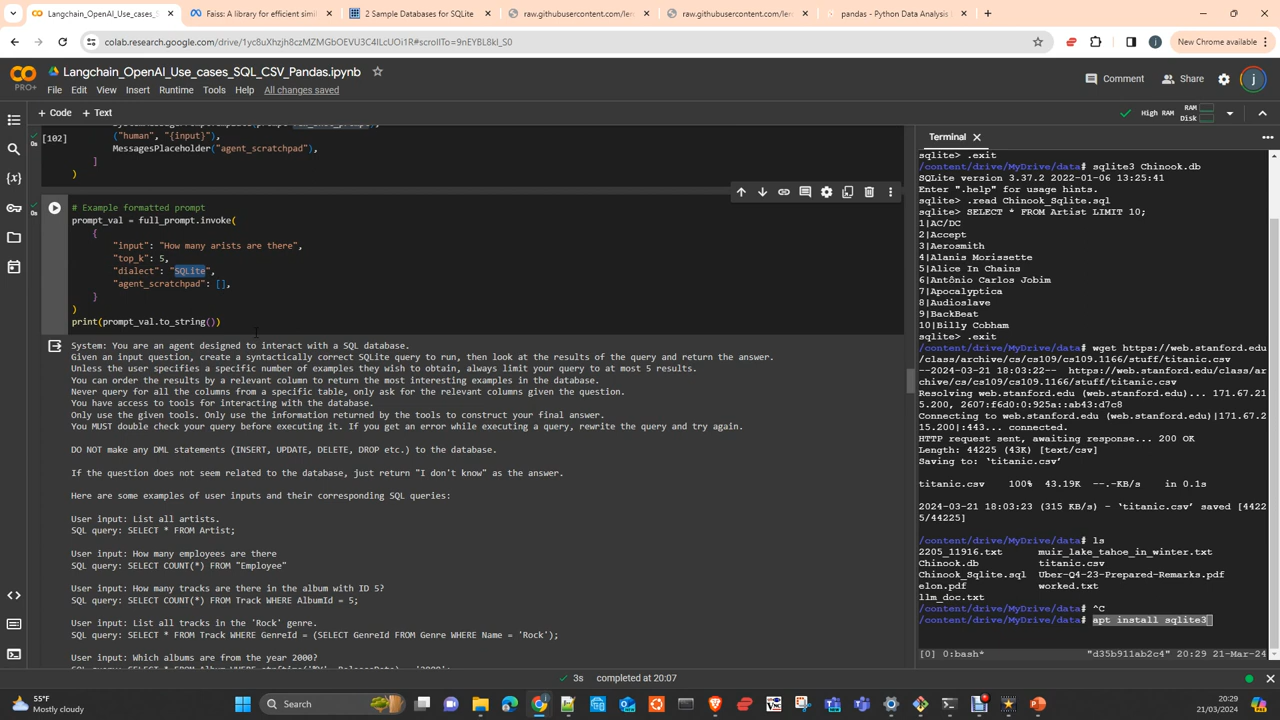 Langchain_OpenAI_Use_cases_
Faiss: A library for efficient simil
2 Sample Databases for SQLite
raw.githubusercontent.com/lero
raw.githubusercontent.com/lero
pandas - Python Data Analysis
colab.research.google.com/drive/1yc8uXhzjh8czMZMGbOEVU3C4ILcUOi1R#scrollTo=9nEYBL8kI_S0
New Chrome available
Langchain_OpenAI_Use_cases_SQL_CSV_Pandas.ipynb
PRO+
File Edit View Insert Runtime Tools Help All changes saved
Comment Share
+ Code + Text
High RAM RAM Disk
[102]
0s
("human", "{input}"),
MessagesPlaceholder("agent_scratchpad"),
]
)
0s
# Example formatted prompt
prompt_val = full_prompt.invoke(
{
"input": "How many arists are there",
"top_k": 5,
"dialect": "SQLite",
"agent_scratchpad": [],
}
)
print(prompt_val.to_string())
System: You are an agent designed to interact with a SQL database.
Given an input question, create a syntactically correct SQLite query to run, then look at the results of the query and return the answer.
Unless the user specifies a specific number of examples they wish to obtain, always limit your query to at most 5 results.
You can order the results by a relevant column to return the most interesting examples in the database.
Never query for all the columns from a specific table, only ask for the relevant columns given the question.
You have access to tools for interacting with the database.
Only use the given tools. Only use the information returned by the tools to construct your final answer.
You MUST double check your query before executing it. If you get an error while executing a query, rewrite the query and try again.
DO NOT make any DML statements (INSERT, UPDATE, DELETE, DROP etc.) to the database.
If the question does not seem related to the database, just return "I don't know" as the answer.
Here are some examples of user inputs and their corresponding SQL queries:
User input: List all artists.
SQL query: SELECT * FROM Artist;
User input: How many employees are there
SQL query: SELECT COUNT(*) FROM "Employee"
User input: How many tracks are there in the album with ID 5?
SQL query: SELECT COUNT(*) FROM Track WHERE AlbumId = 5;
User input: List all tracks in the 'Rock' genre.
SQL query: SELECT * FROM Track WHERE GenreId = (SELECT GenreId FROM Genre WHERE Name = 'Rock');
User input: Which albums are from the year 2000?
Terminal
sqlite> .exit
/content/drive/MyDrive/data# sqlite3 Chinook.db
SQLite version 3.37.2 2022-01-06 13:25:41
Enter ".help" for usage hints.
sqlite> .read Chinook_Sqlite.sql
sqlite> SELECT * FROM Artist LIMIT 10;
1|AC/DC
2|Accept
3|Aerosmith
4|Alanis Morissette
5|Alice In Chains
6|Antônio Carlos Jobim
7|Apocalyptica
8|Audioslave
9|BackBeat
10|Billy Cobham
sqlite> .exit
/content/drive/MyDrive/data# wget https://web.stanford.edu
/class/archive/cs/cs109/cs109.1166/stuff/titanic.csv
--2024-03-21 18:03:22-- https://web.stanford.edu/class/ar
chive/cs/cs109/cs109.1166/stuff/titanic.csv
Resolving web.stanford.edu (web.stanford.edu)... 171.67.21
5.200, 2607:f6d0:0:925a::ab43:d7c8
Connecting to web.stanford.edu (web.stanford.edu)|171.67.2
15.200|:443... connected.
HTTP request sent, awaiting response... 200 OK
Length: 44225 (43K) [text/csv]
Saving to: ‘titanic.csv’
titanic.csv 100% 43.19K --.-KB/s in 0.1s
2024-03-21 18:03:23 (315 KB/s) - ‘titanic.csv’ saved [4422
5/44225]
/content/drive/MyDrive/data# ls
2205_11916.txt muir_lake_tahoe_in_winter.txt
Chinook.db titanic.csv
Chinook_Sqlite.sql Uber-Q4-23-Prepared-Remarks.pdf
elon.pdf worked.txt
llm_doc.txt
/content/drive/MyDrive/data# ^C
/content/drive/MyDrive/data# apt install sqlite3
[0] 0:bash* "d35b911ab2c4" 20:29 21-Mar-24
3s completed at 20:07
55°F
Mostly cloudy
Search
20:29
21/03/2024